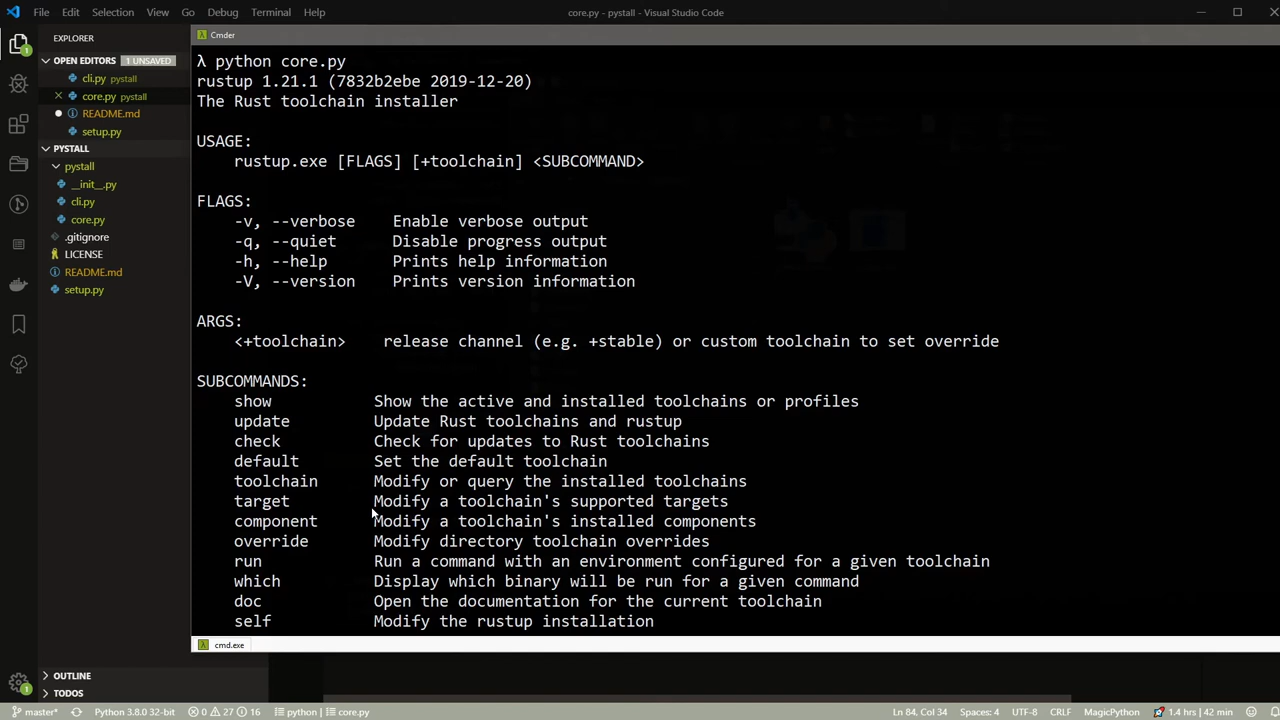 File Edit Selection View Go Debug Terminal Help
core.py - pystall - Visual Studio Code
EXPLORER
OPEN EDITORS 1 UNSAVED
cli.py pystall
core.py pystall
README.md
setup.py
PYSTALL
pystall
__init__.py
cli.py
core.py
.gitignore
LICENSE
README.md
setup.py
OUTLINE
TODOS
Cmder
λ python core.py
rustup 1.21.1 (7832b2ebe 2019-12-20)
The Rust toolchain installer
USAGE:
rustup.exe [FLAGS] [+toolchain] <SUBCOMMAND>
FLAGS:
-v, --verbose Enable verbose output
-q, --quiet Disable progress output
-h, --help Prints help information
-V, --version Prints version information
ARGS:
<+toolchain> release channel (e.g. +stable) or custom toolchain to set override
SUBCOMMANDS:
show Show the active and installed toolchains or profiles
update Update Rust toolchains and rustup
check Check for updates to Rust toolchains
default Set the default toolchain
toolchain Modify or query the installed toolchains
target Modify a toolchain's supported targets
component Modify a toolchain's installed components
override Modify directory toolchain overrides
run Run a command with an environment configured for a given toolchain
which Display which binary will be run for a given command
doc Open the documentation for the current toolchain
self Modify the rustup installation
cmd.exe
master* Python 3.8.0 32-bit 0 27 16 python core.py Ln 84, Col 34 Spaces: 4 UTF-8 CRLF MagicPython 1.4 hrs | 42 min